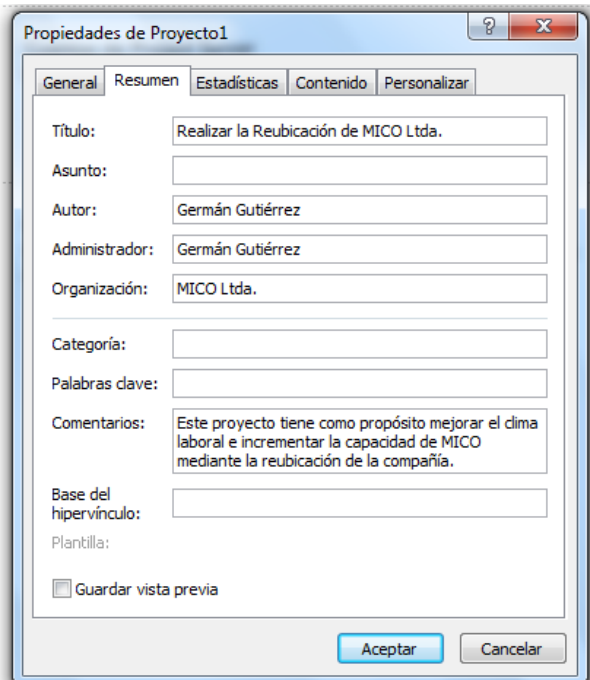 Propiedades de Proyecto1
General Resumen Estadísticas Contenido Personalizar
Título: Realizar la Reubicación de MICO Ltda.
Asunto:
Autor: Germán Gutiérrez
Administrador: Germán Gutiérrez
Organización: MICO Ltda.
Categoría:
Palabras clave:
Comentarios: Este proyecto tiene como propósito mejorar el clima
laboral e incrementar la capacidad de MICO
mediante la reubicación de la compañía.
Base del
hipervínculo:
Plantilla:
Guardar vista previa
Aceptar Cancelar